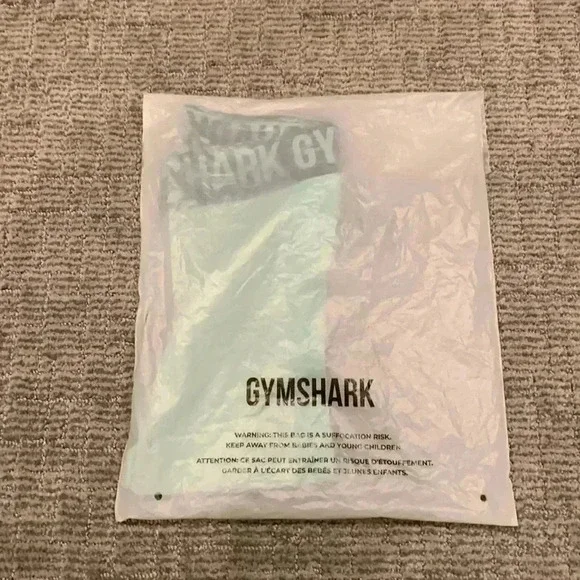 SHARK GY
GYMSHARK
WARNING: THIS BAG IS A SUFFOCATION RISK.
KEEP AWAY FROM BABIES AND YOUNG CHILDREN.
ATTENTION: CE SAC PEUT ENTRAÎNER UN RISQUE D'ÉTOUFFEMENT.
GARDER À L'ÉCART DES BÉBÉS ET JEUNES ENFANTS.